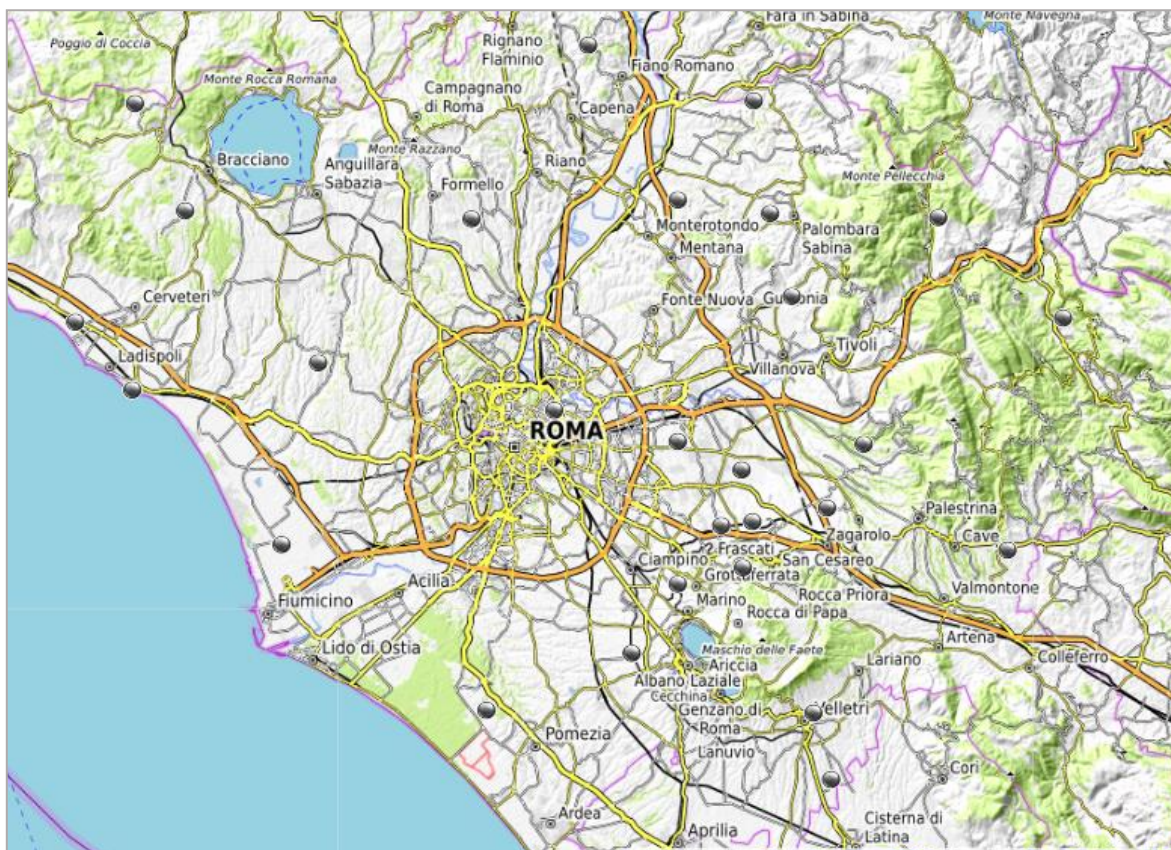 Poggio di Coccia
Rignano
Flaminio
Fara in Sabina
Monte Navegna
Monte Rocca Romana
Fiano Romano
Campagnano
di Roma
Capena
Monte Razzano
Bracciano
Anguillara
Sabazia
Riano
Formello
Monte Pellecchia
Monterotondo
Mentana
Palombara
Sabina
Cerveteri
Fonte Nuova
Ladispoli
Tivoli
Villanova
ROMA
Palestrina
Zagarolo
Cave
Frascati
Ciampino
San Cesareo
Grottaferrata
Acilia
Rocca Priora
Valmontone
Fiumicino
Marino
Rocca di Papa
Artena
Lido di Ostia
Maschio delle Faete
Ariccia
Lariano
Colleferro
Albano Laziale
Cecchina
Genzano di
Roma
Velletri
Pomezia
Lanuvio
Cori
Ardea
Aprilia
Cisterna di
Latina